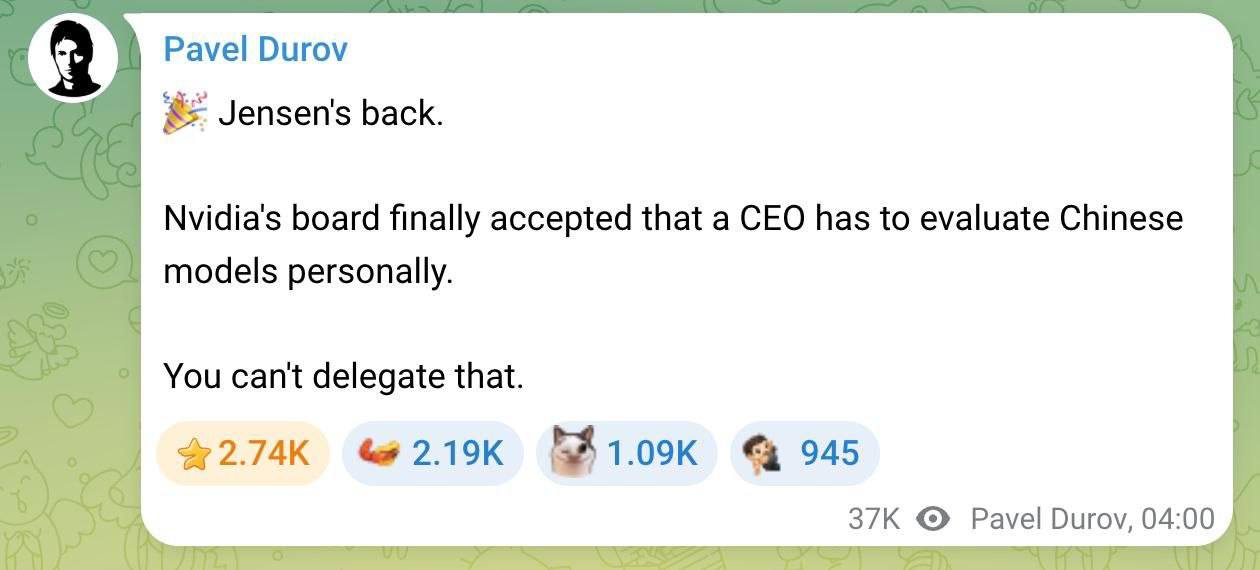 Pavel Durov
🎉 Jensen's back.
Nvidia's board finally accepted that a CEO has to evaluate Chinese
models personally.
You can't delegate that.
2.74K 2.19K 1.09K 945
37K Pavel Durov, 04:00